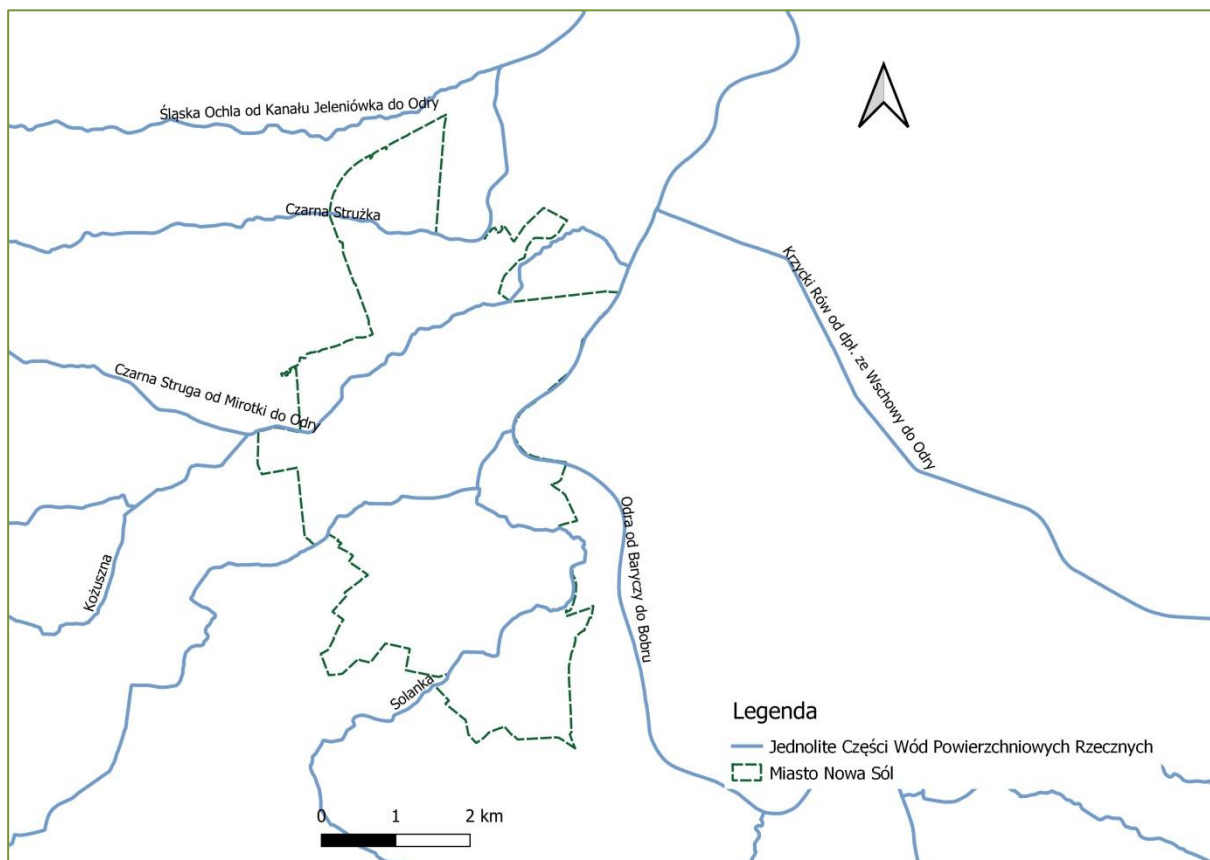 Śląska Ochla od Kanału Jeleniówka do Odry
Czarna Strużka
Krzycki Rów od dpł. ze Wschowy do Odry
Czarna Struga od Mirotki do Odry
Odra od Baryczy do Bobru
Kożuszna
Solanka
Legenda
Jednolite Części Wód Powierzchniowych Rzecznych
Miasto Nowa Sól
0 1 2 km